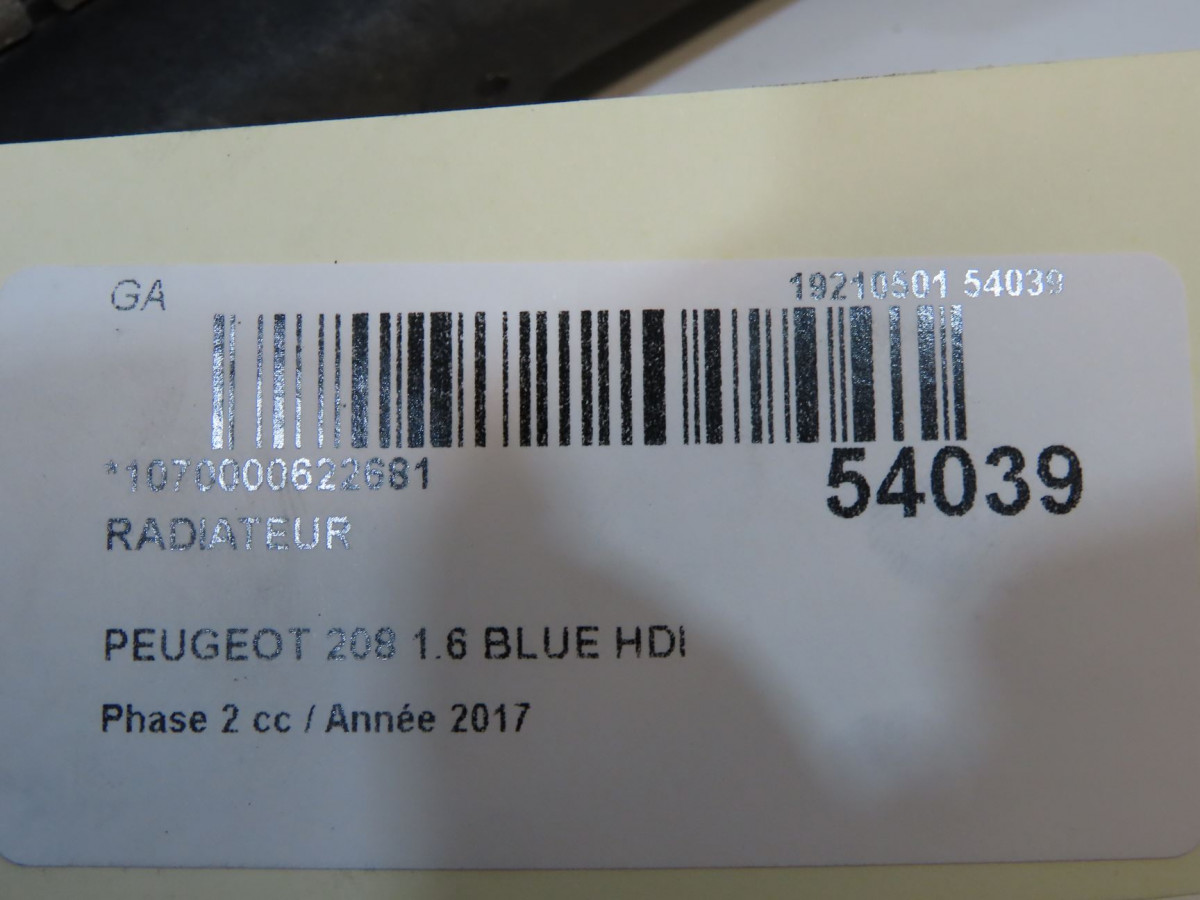 GA
19210501 54039
*1070000622681
54039
RADIATEUR
PEUGEOT 208 1.6 BLUE HDI
Phase 2 cc / Année 2017